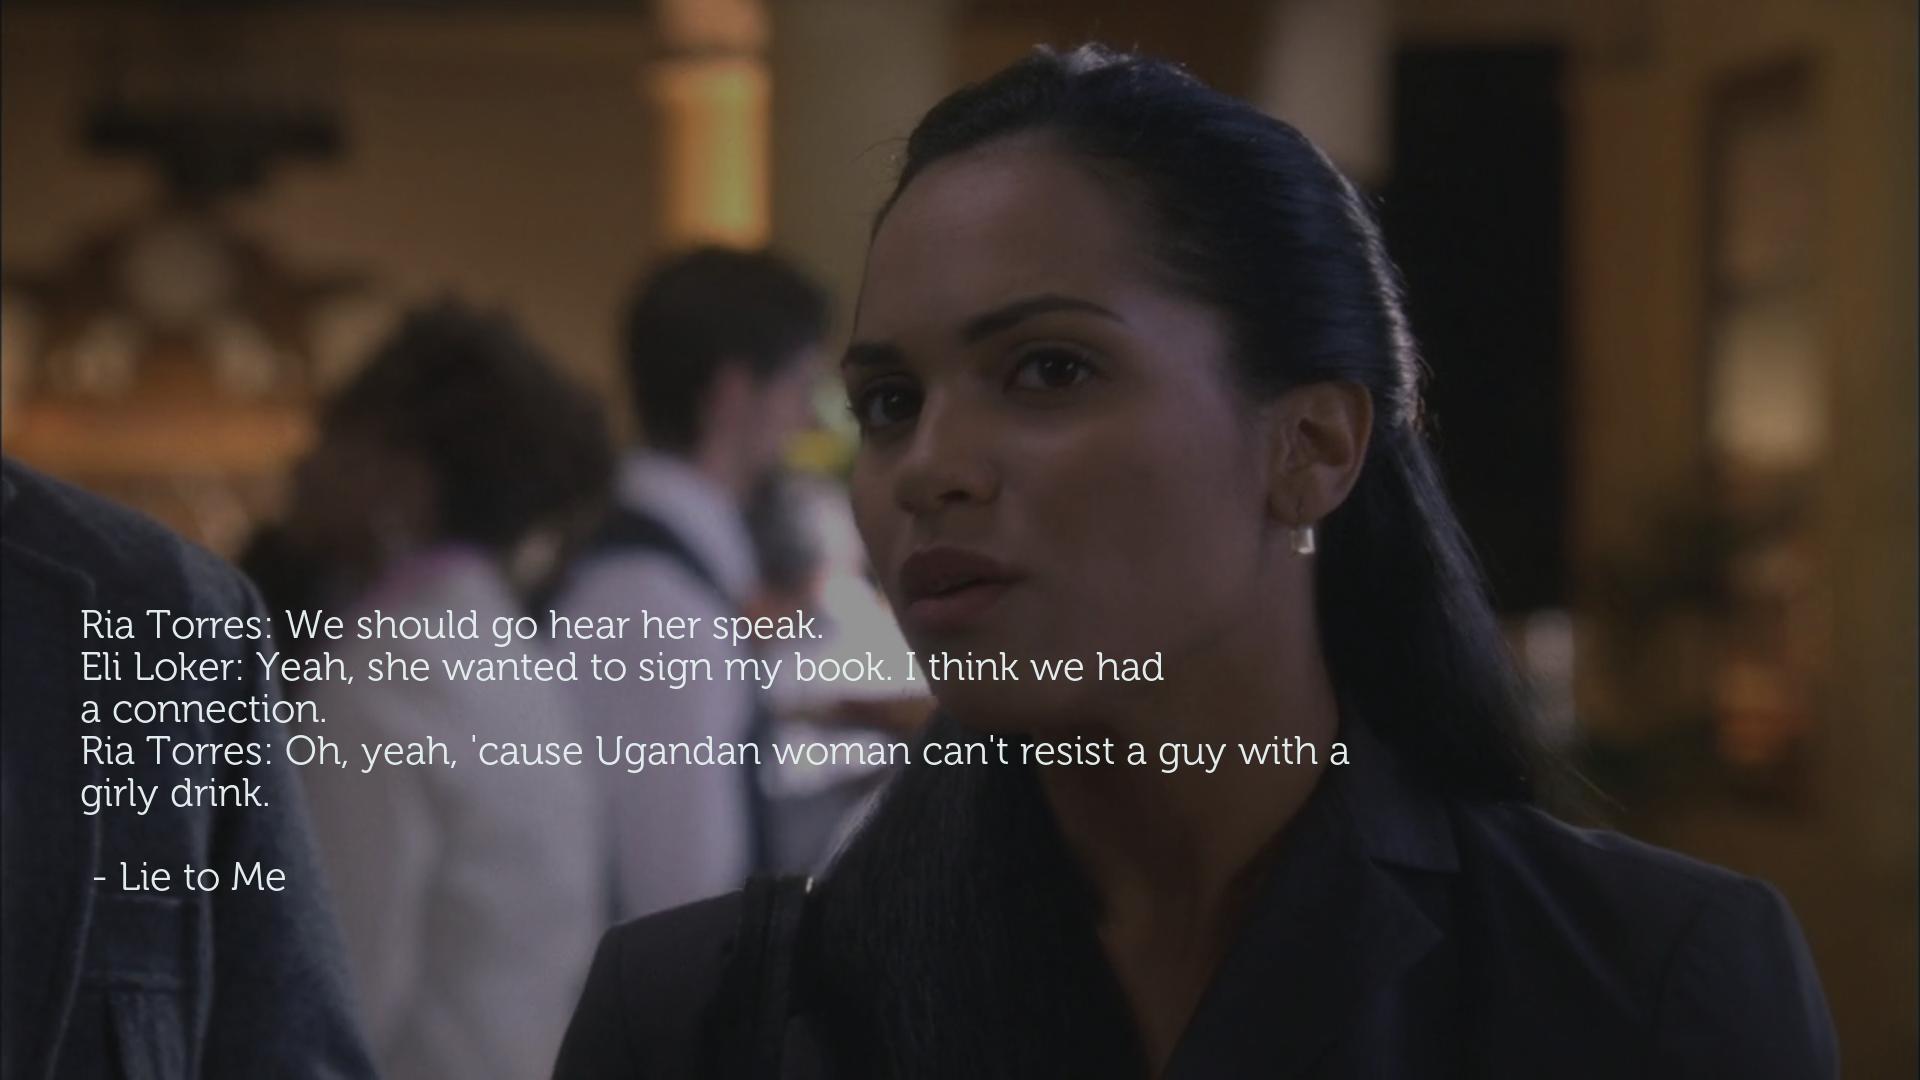 Ria Torres: We should go hear her speak.
Eli Loker: Yeah, she wanted to sign my book. I think we had
a connection.
Ria Torres: Oh, yeah, 'cause Ugandan woman can't resist a guy with a
girly drink.
- Lie to Me